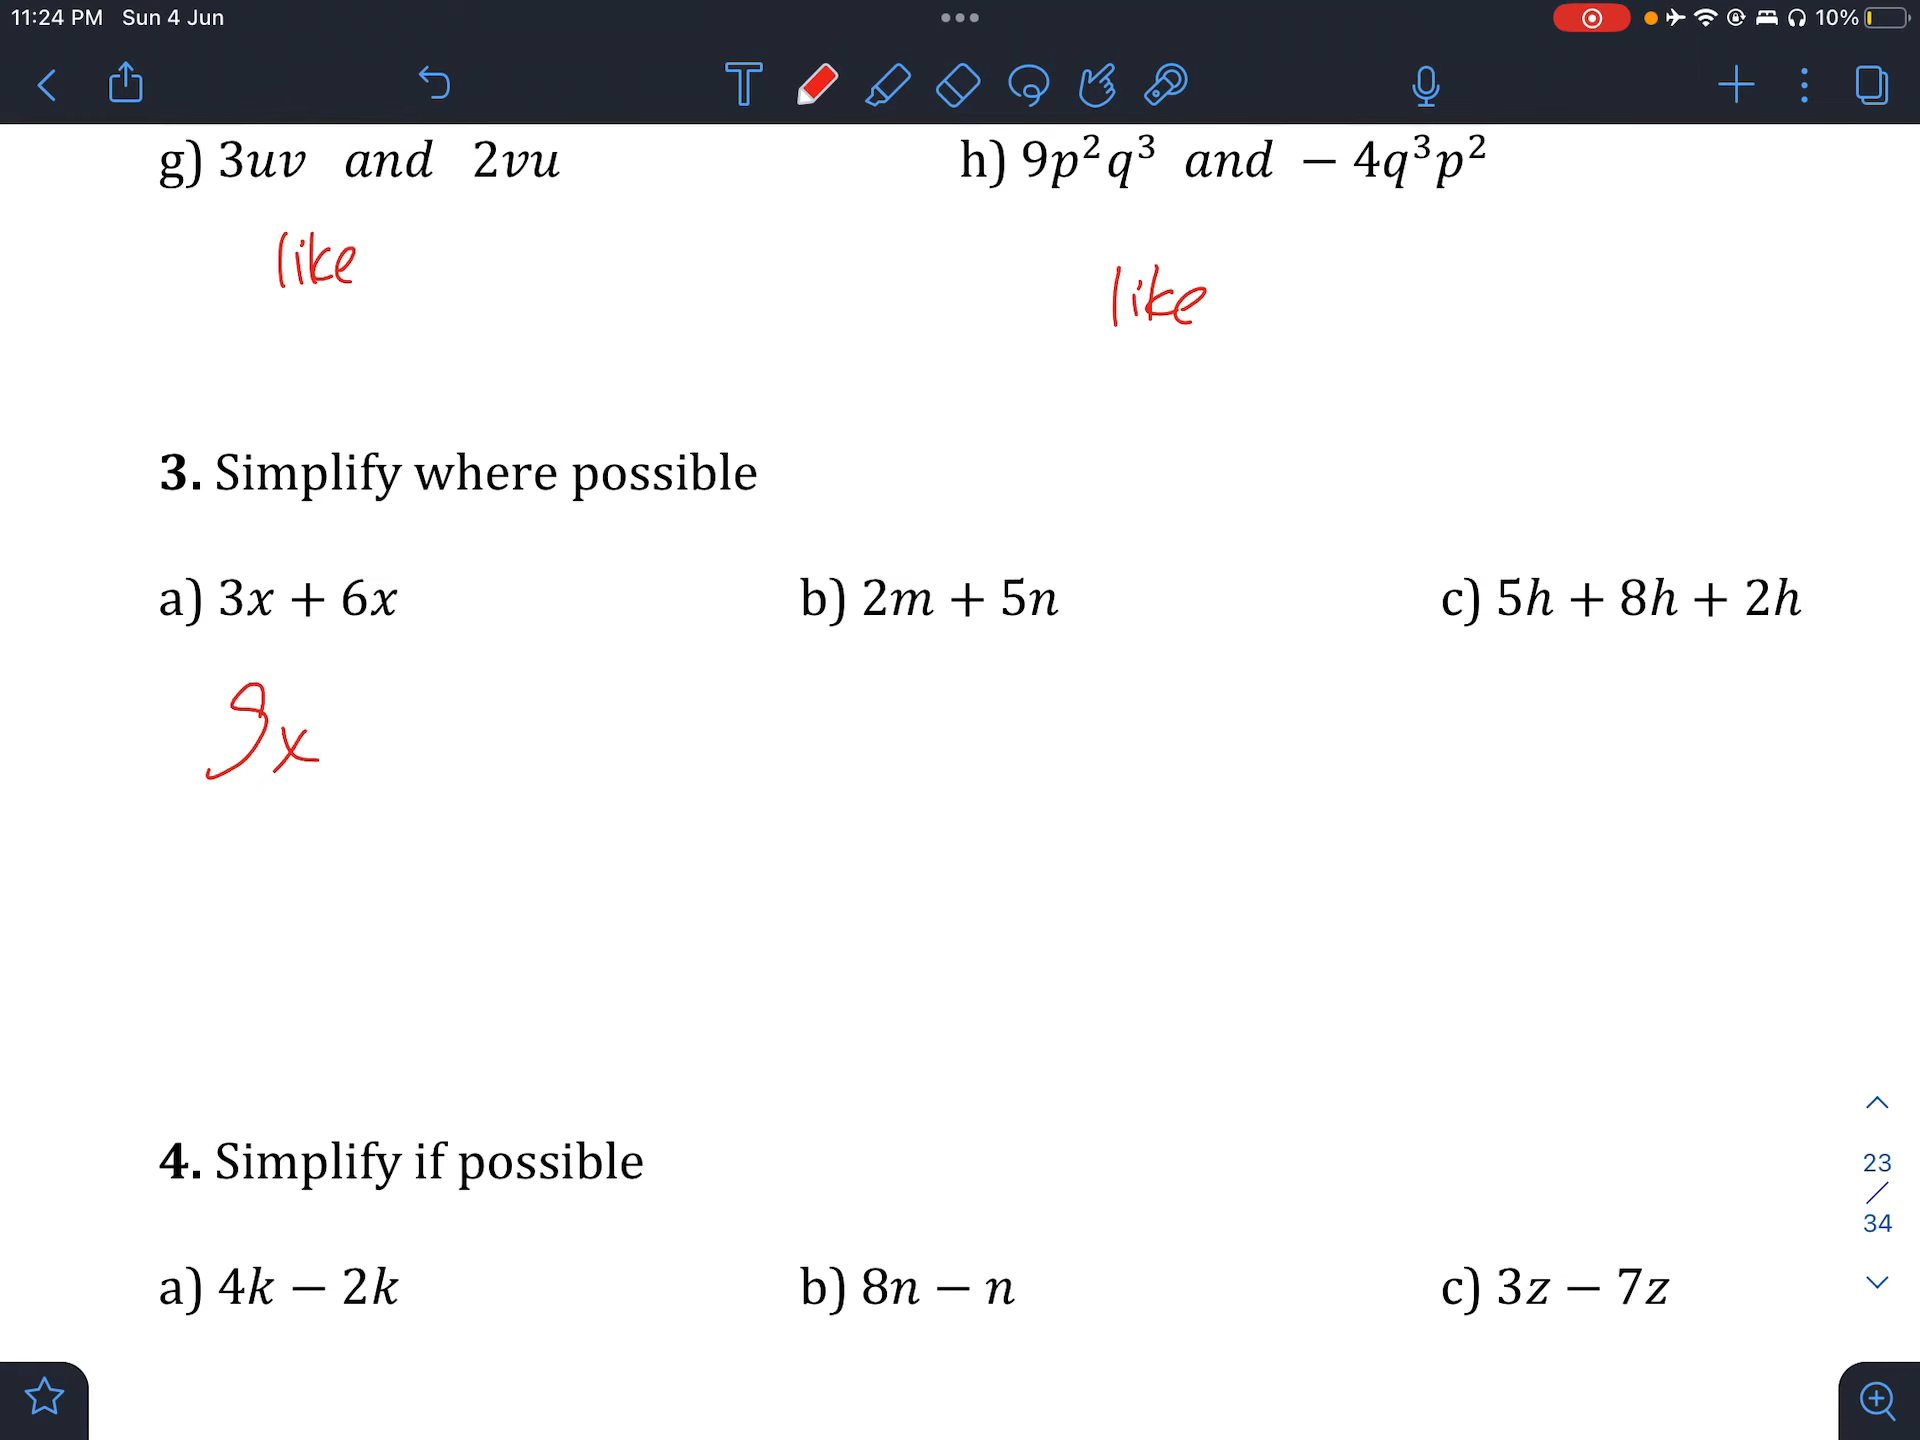 11:24 PM Sun 4 Jun 10%
T
g) 3uv and 2vu h) 9p²q³ and − 4q³p²
like like
3. Simplify where possible
a) 3x + 6x b) 2m + 5n c) 5h + 8h + 2h
9x
4. Simplify if possible
23
/
34
a) 4k − 2k b) 8n − n c) 3z − 7z